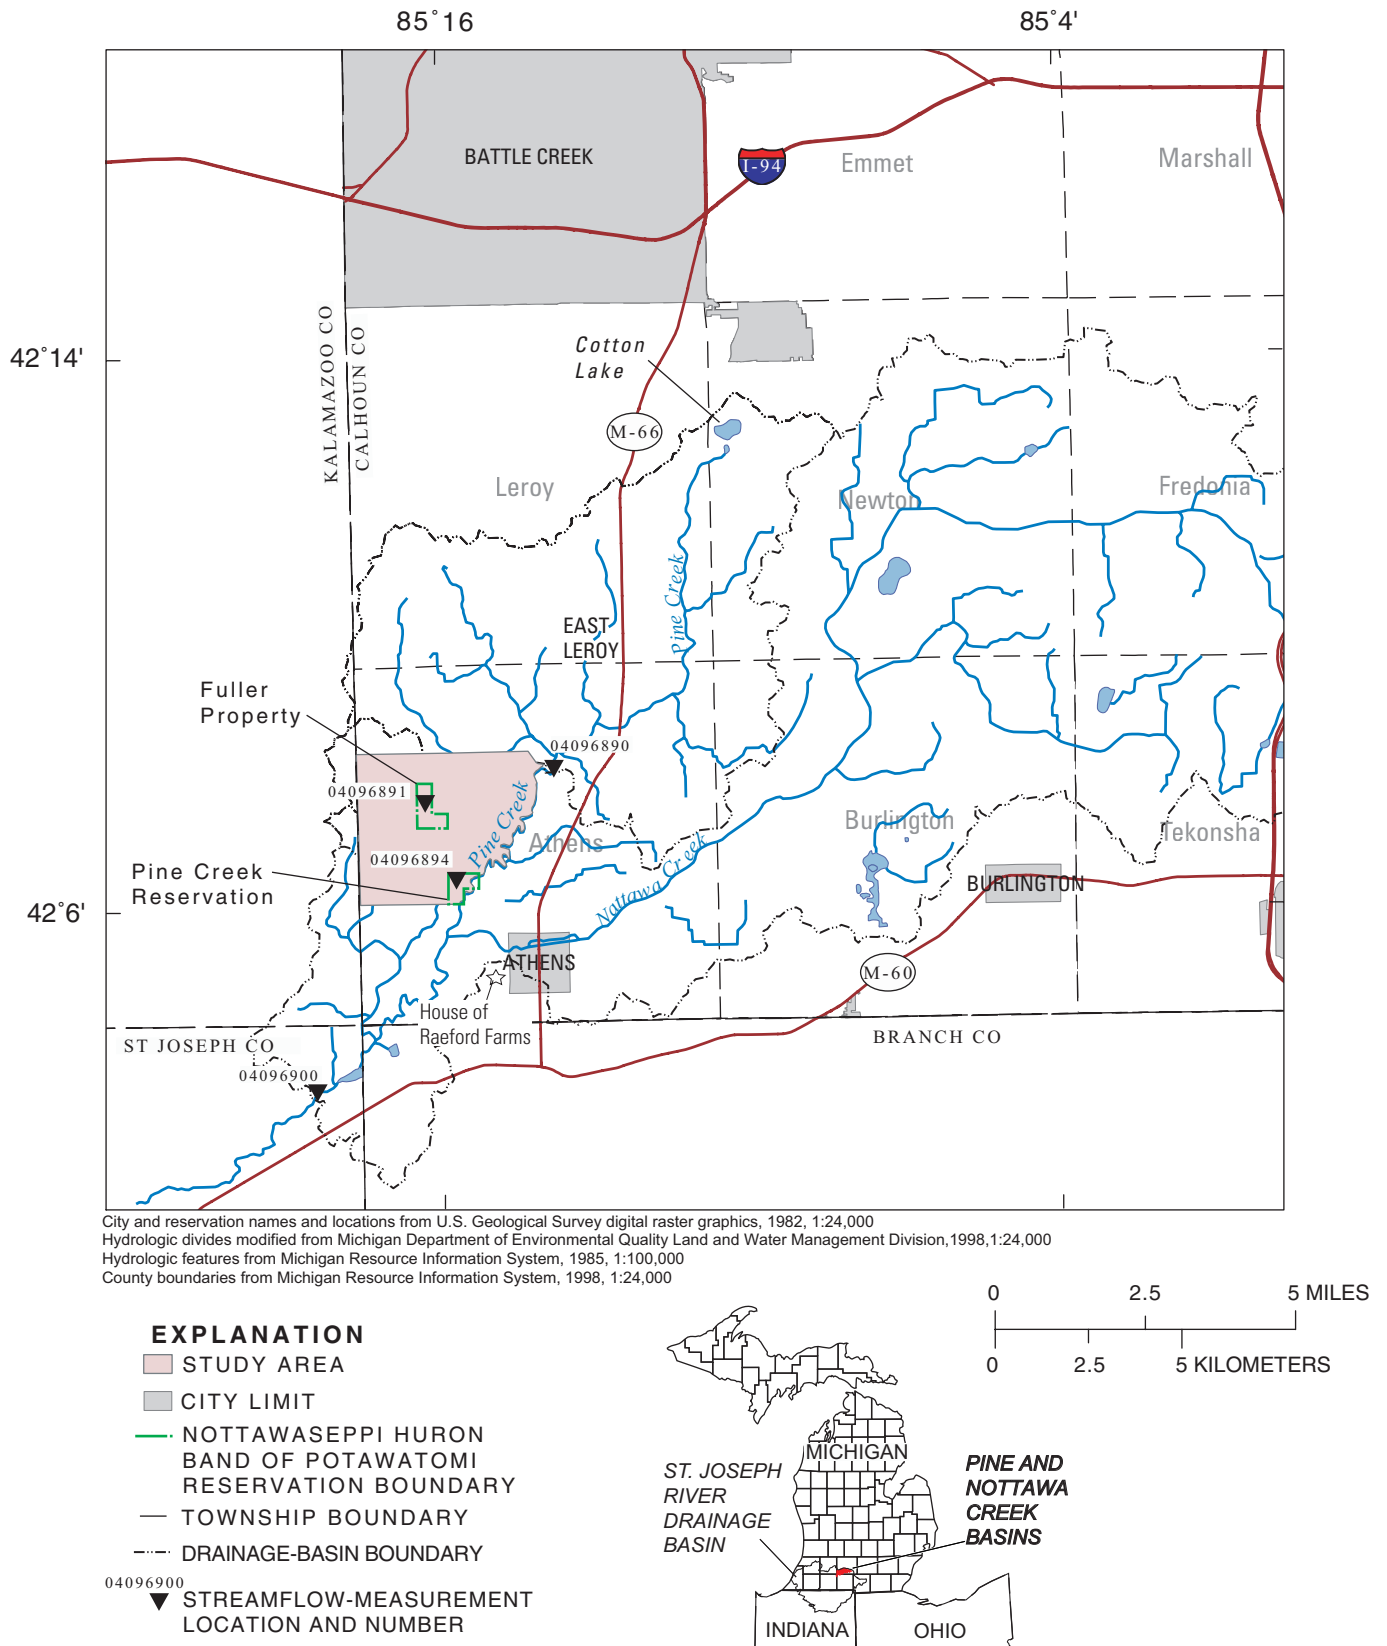 85°16
85°4'
BATTLE CREEK
I-94
Emmet
Marshall
KALAMAZOO CO
CALHOUN CO
42°14'
Cotton
Lake
M-66
Leroy
Newton
Fredonia
Pine Creek
EAST
LEROY
Fuller
Property
04096890
04096891
Pine Creek
Athens
Burlington
Tekonsha
04096894
Pine Creek
Reservation
Nattawa Creek
BURLINGTON
42°6'
ATHENS
M-60
House of
Raeford Farms
ST JOSEPH CO
BRANCH CO
04096900
City and reservation names and locations from U.S. Geological Survey digital raster graphics, 1982, 1:24,000
Hydrologic divides modified from Michigan Department of Environmental Quality Land and Water Management Division,1998,1:24,000
Hydrologic features from Michigan Resource Information System, 1985, 1:100,000
County boundaries from Michigan Resource Information System, 1998, 1:24,000
0 2.5 5 MILES
0 2.5 5 KILOMETERS
EXPLANATION
STUDY AREA
CITY LIMIT
NOTTAWASEPPI HURON
BAND OF POTAWATOMI
RESERVATION BOUNDARY
TOWNSHIP BOUNDARY
DRAINAGE-BASIN BOUNDARY
04096900
STREAMFLOW-MEASUREMENT
LOCATION AND NUMBER
MICHIGAN
ST. JOSEPH
RIVER
DRAINAGE
BASIN
PINE AND
NOTTAWA
CREEK
BASINS
INDIANA
OHIO